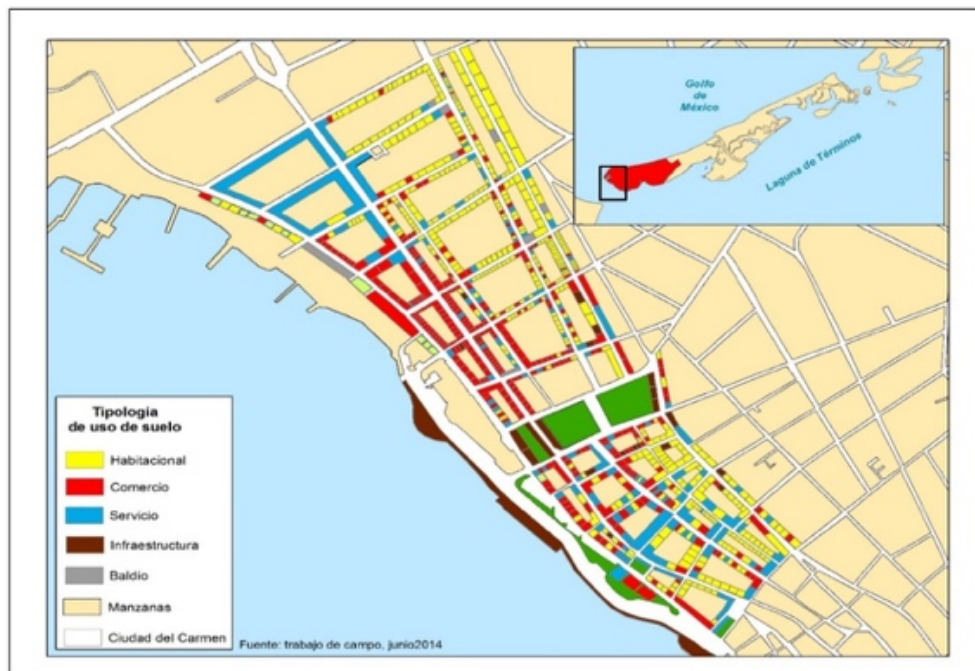 Golfo
de
México
Laguna de Términos
Tipología
de uso de suelo
Habitacional
Comercio
Servicio
Infraestructura
Baldío
Manzanas
Ciudad del Carmen
Fuente: trabajo de campo, junio2014